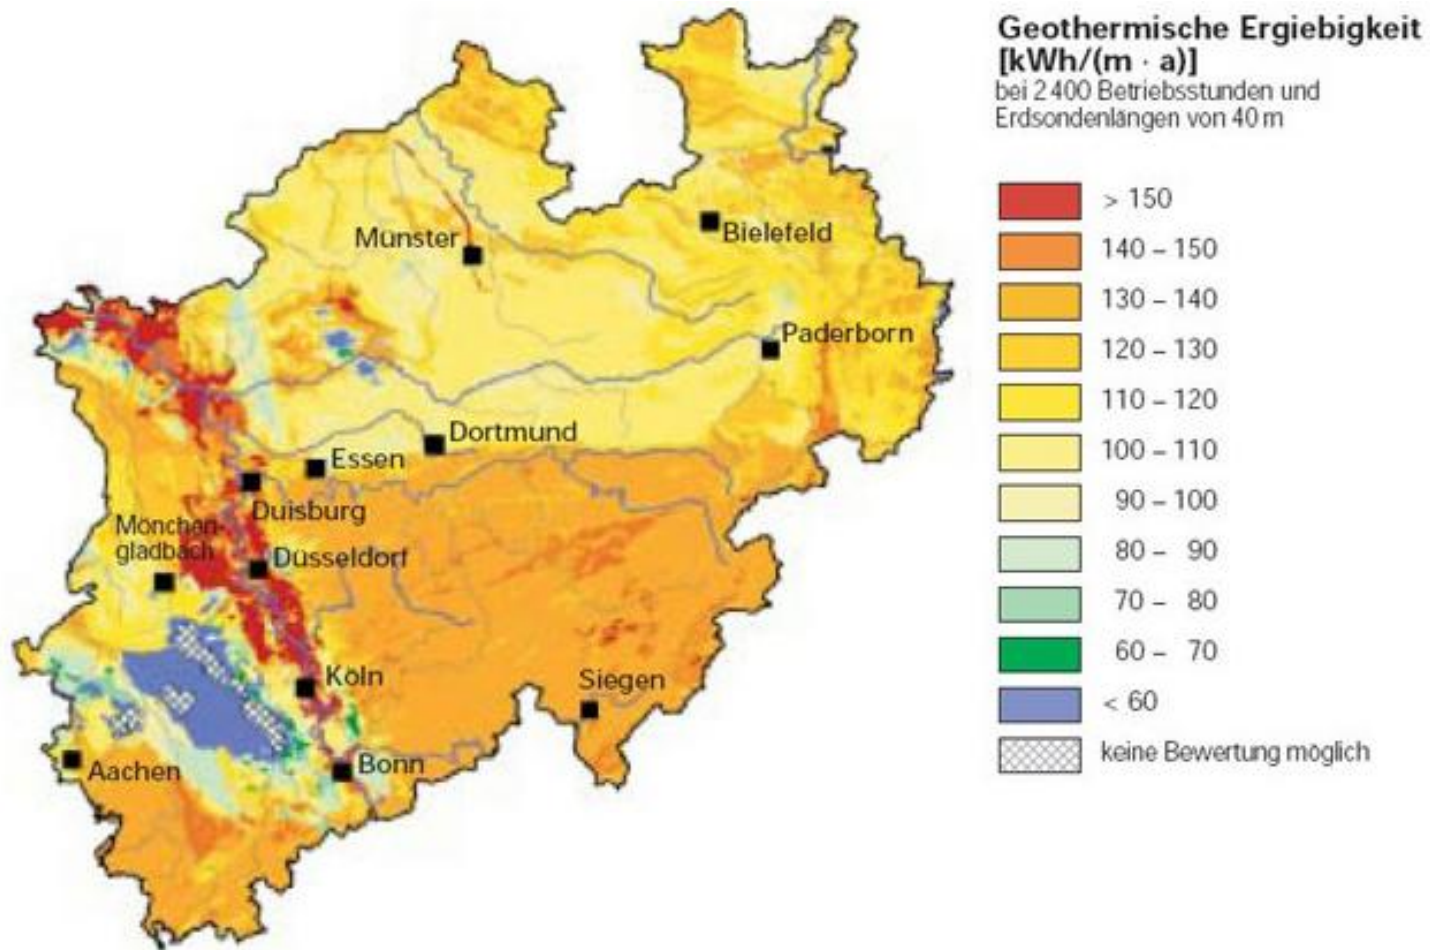 Geothermische Ergiebigkeit
[kWh/(m · a)]
bei 2400 Betriebsstunden und
Erdsondenlängen von 40 m
> 150
140 – 150
130 – 140
120 – 130
110 – 120
100 – 110
90 – 100
80 – 90
70 – 80
60 – 70
< 60
keine Bewertung möglich
Münster
Bielefeld
Paderborn
Dortmund
Essen
Duisburg
Mönchen-
gladbach
Düsseldorf
Köln
Siegen
Bonn
Aachen